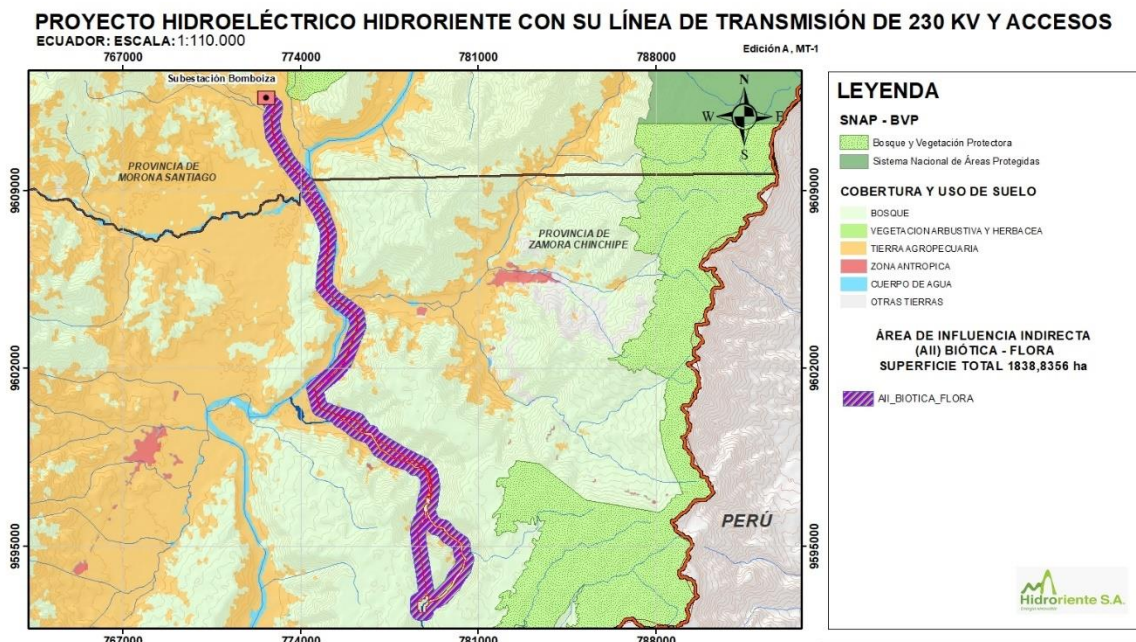 PROYECTO HIDROELÉCTRICO HIDRORIENTE CON SU LÍNEA DE TRANSMISIÓN DE 230 KV Y ACCESOS
ECUADOR: ESCALA: 1:110.000
Edición A, MT-1
767000 774000 781000 788000
Subestación Bomboiza
N
W E
S
PROVINCIA DE
MORONA SANTIAGO
9609000 9609000
PROVINCIA DE
ZAMORA CHINCHIPE
9602000 9602000
PERÚ
9595000 9595000
767000 774000 781000 788000
LEYENDA
SNAP - BVP
Bosque y Vegetación Protectora
Sistema Nacional de Áreas Protegidas
COBERTURA Y USO DE SUELO
BOSQUE
VEGETACION ARBUSTIVA Y HERBACEA
TIERRA AGROPECUARIA
ZONA ANTROPICA
CUERPO DE AGUA
OTRAS TIERRAS
ÁREA DE INFLUENCIA INDIRECTA
(AII) BIÓTICA - FLORA
SUPERFICIE TOTAL 1838,8356 ha
AII_BIOTICA_FLORA
Hidroriente S.A.